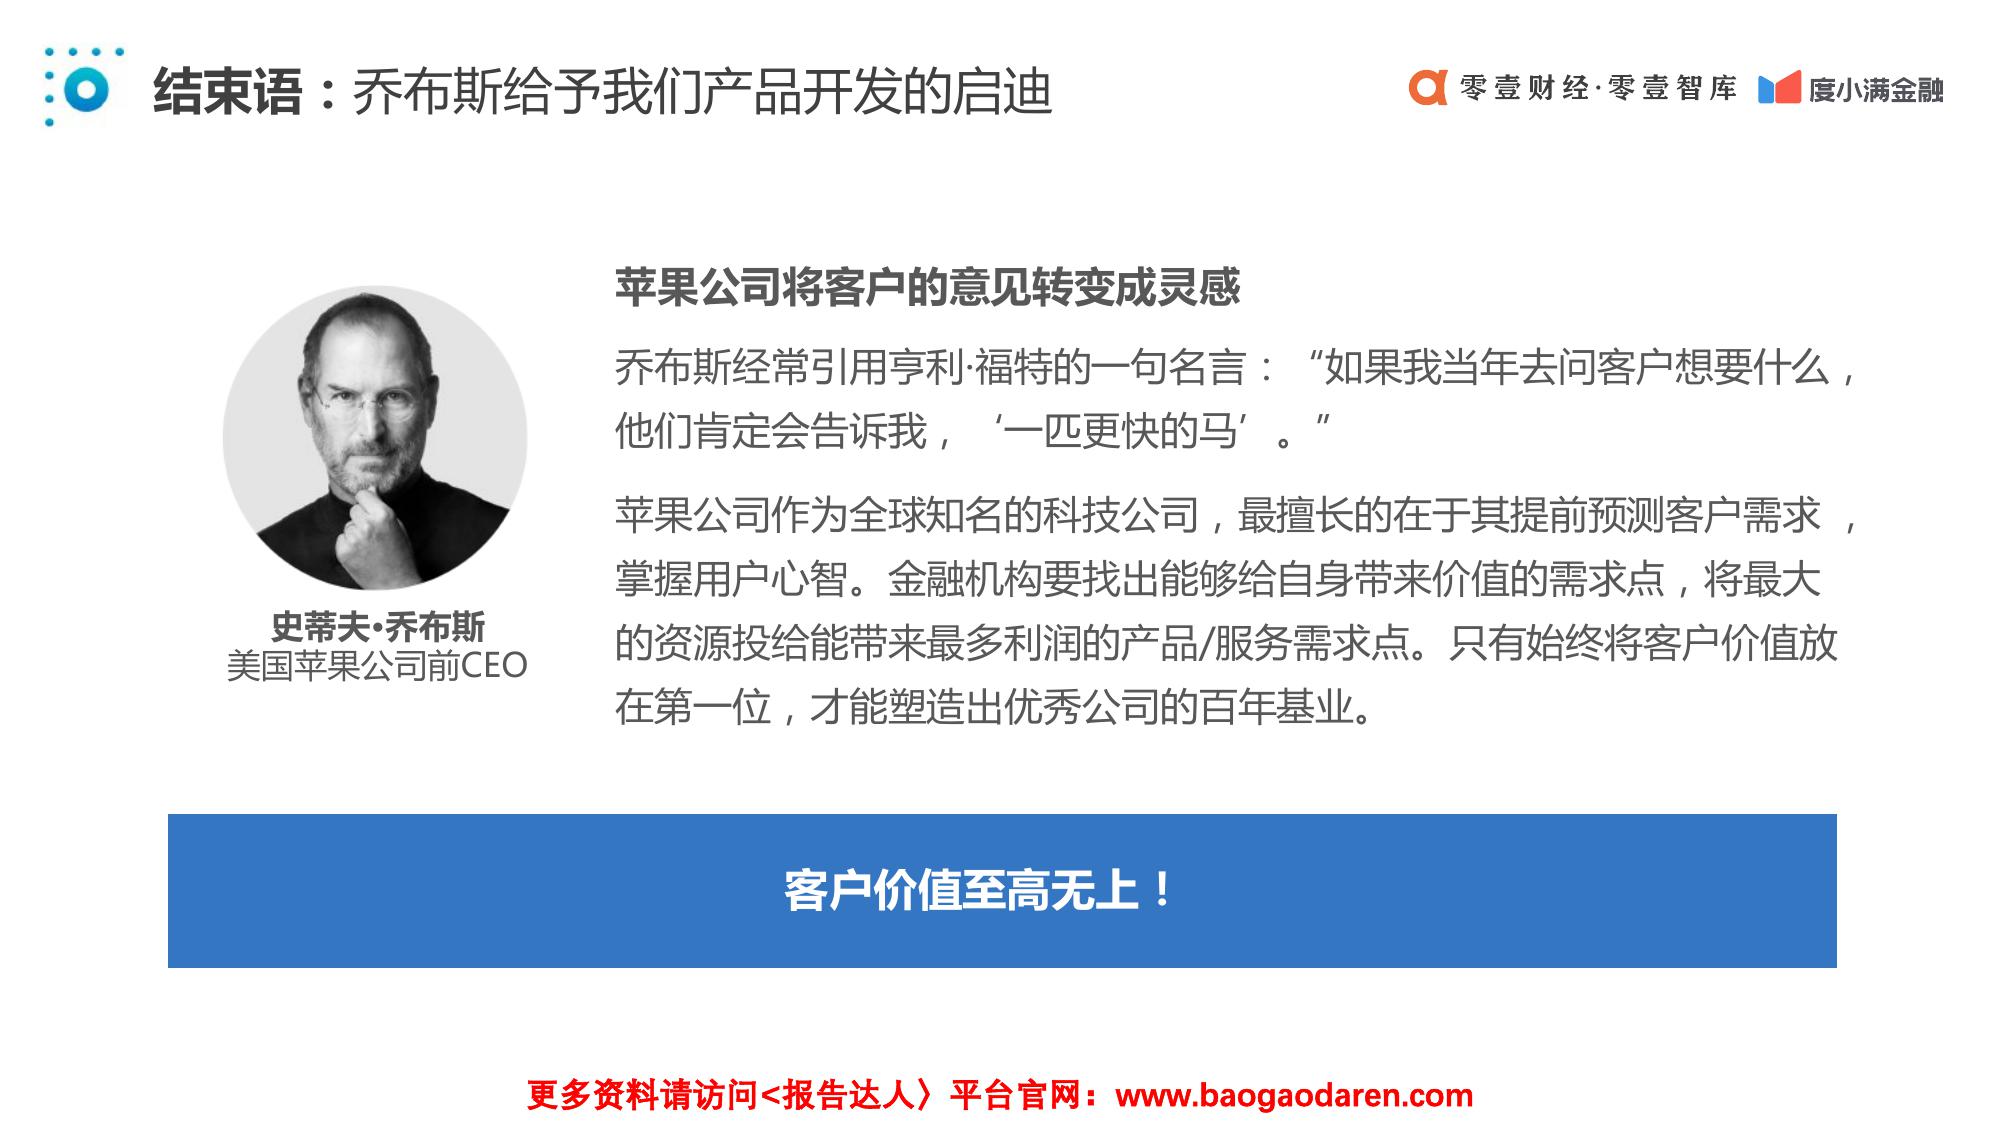 结束语：乔布斯给予我们产品开发的启迪
零壹财经·零壹智库
度小满金融
苹果公司将客户的意见转变成灵感
乔布斯经常引用亨利·福特的一句名言：“如果我当年去问客户想要什么，
他们肯定会告诉我，‘一匹更快的马’。”
苹果公司作为全球知名的科技公司，最擅长的在于其提前预测客户需求 ，
掌握用户心智。金融机构要找出能够给自身带来价值的需求点，将最大
的资源投给能带来最多利润的产品/服务需求点。只有始终将客户价值放
在第一位，才能塑造出优秀公司的百年基业。
史蒂夫•乔布斯
美国苹果公司前CEO
客户价值至高无上！
更多资料请访问<报告达人〉平台官网：www.baogaodaren.com